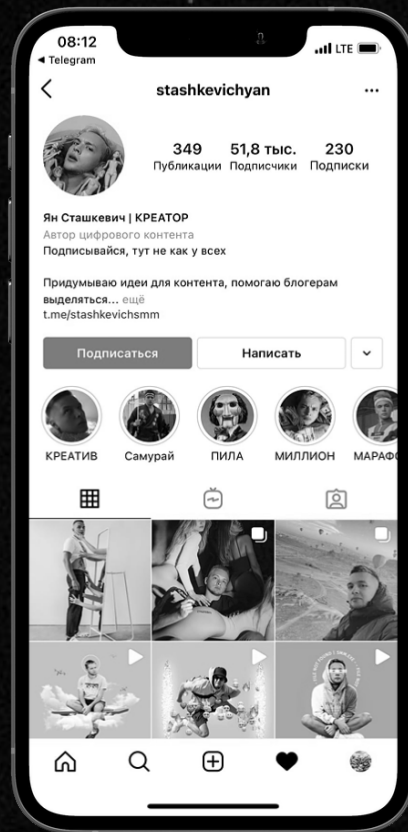 08:12
LTE
◀ Telegram
stashkevichyan
349 51,8 тыс. 230
Публикации Подписчики Подписки
Ян Сташкевич | КРЕАТОР
Автор цифрового контента
Подписывайся, тут не как у всех
Придумываю идеи для контента, помогаю блогерам
выделяться... ещё
t.me/stashkevichsmm
Подписаться Написать
КРЕАТИВ Самурай ПИЛА МИЛЛИОН МАРАФО